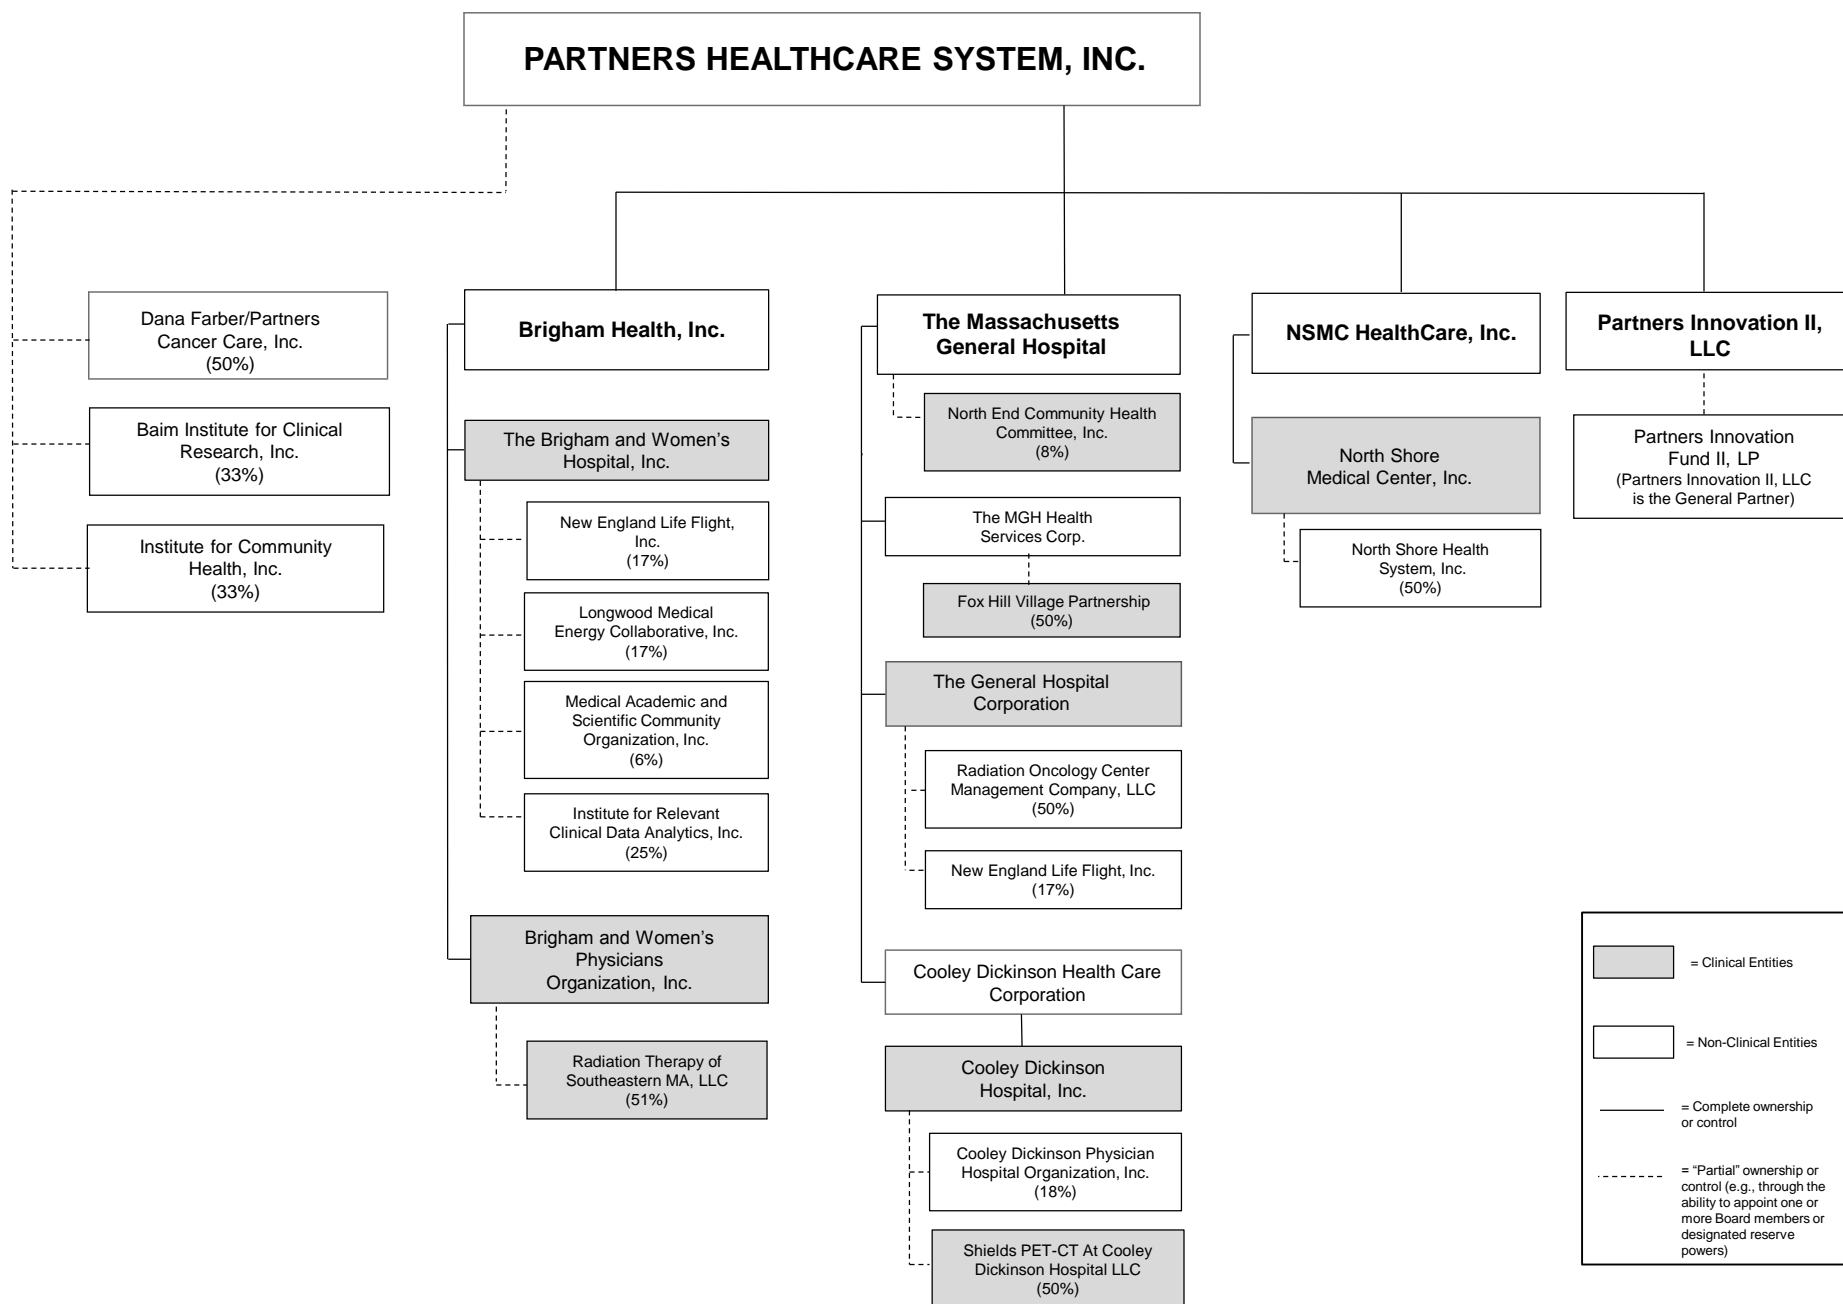 PARTNERS HEALTHCARE SYSTEM, INC.
Dana Farber/Partners
Cancer Care, Inc.
(50%)
Baim Institute for Clinical
Research, Inc.
(33%)
Institute for Community
Health, Inc.
(33%)
Brigham Health, Inc.
The Brigham and Women’s
Hospital, Inc.
New England Life Flight,
Inc.
(17%)
Longwood Medical
Energy Collaborative, Inc.
(17%)
Medical Academic and
Scientific Community
Organization, Inc.
(6%)
Institute for Relevant
Clinical Data Analytics, Inc.
(25%)
Brigham and Women’s
Physicians
Organization, Inc.
Radiation Therapy of
Southeastern MA, LLC
(51%)
The Massachusetts
General Hospital
North End Community Health
Committee, Inc.
(8%)
The MGH Health
Services Corp.
Fox Hill Village Partnership
(50%)
The General Hospital
Corporation
Radiation Oncology Center
Management Company, LLC
(50%)
New England Life Flight, Inc.
(17%)
Cooley Dickinson Health Care
Corporation
Cooley Dickinson
Hospital, Inc.
Cooley Dickinson Physician
Hospital Organization, Inc.
(18%)
Shields PET-CT At Cooley
Dickinson Hospital LLC
(50%)
NSMC HealthCare, Inc.
North Shore
Medical Center, Inc.
North Shore Health
System, Inc.
(50%)
Partners Innovation II,
LLC
Partners Innovation
Fund II, LP
(Partners Innovation II, LLC
is the General Partner)
= Clinical Entities
= Non-Clinical Entities
= Complete ownership
or control
= “Partial” ownership or
control (e.g., through the
ability to appoint one or
more Board members or
designated reserve
powers)